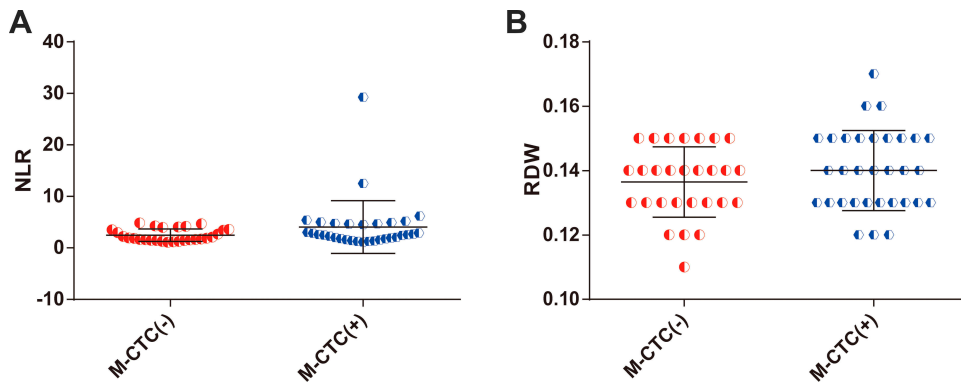 A
B
40
30
20
10
0
-10
NLR
M-CTC(-)
M-CTC(+)
0.18
0.16
0.14
0.12
0.10
RDW
M-CTC(-)
M-CTC(+)